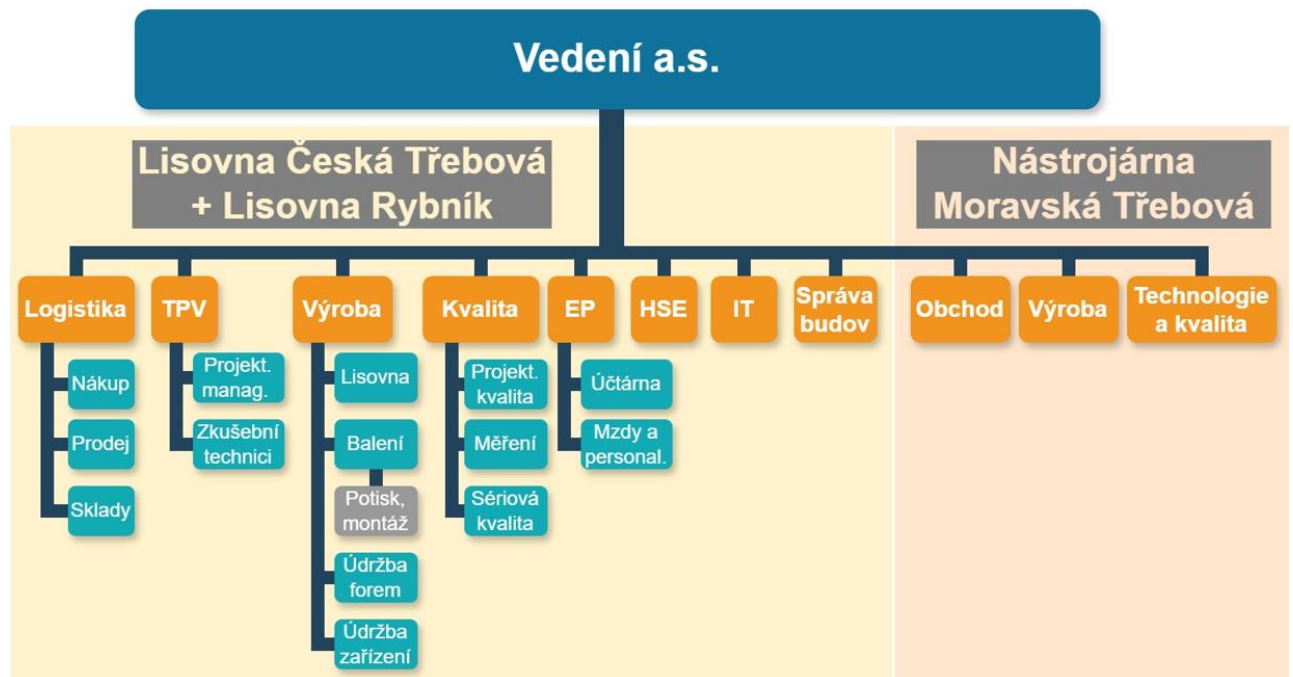 Vedení a.s.
Lisovna Česká Třebová
+ Lisovna Rybník
Nástrojárna
Moravská Třebová
Logistika
TPV
Výroba
Kvalita
EP
HSE
IT
Správa
budov
Obchod
Výroba
Technologie
a kvalita
Nákup
Prodej
Sklady
Projekt.
manag.
Zkušební
technici
Lisovna
Balení
Potisk,
montáž
Údržba
forem
Údržba
zařízení
Projekt.
kvalita
Měření
Sériová
kvalita
Účtárna
Mzdy a
personal.